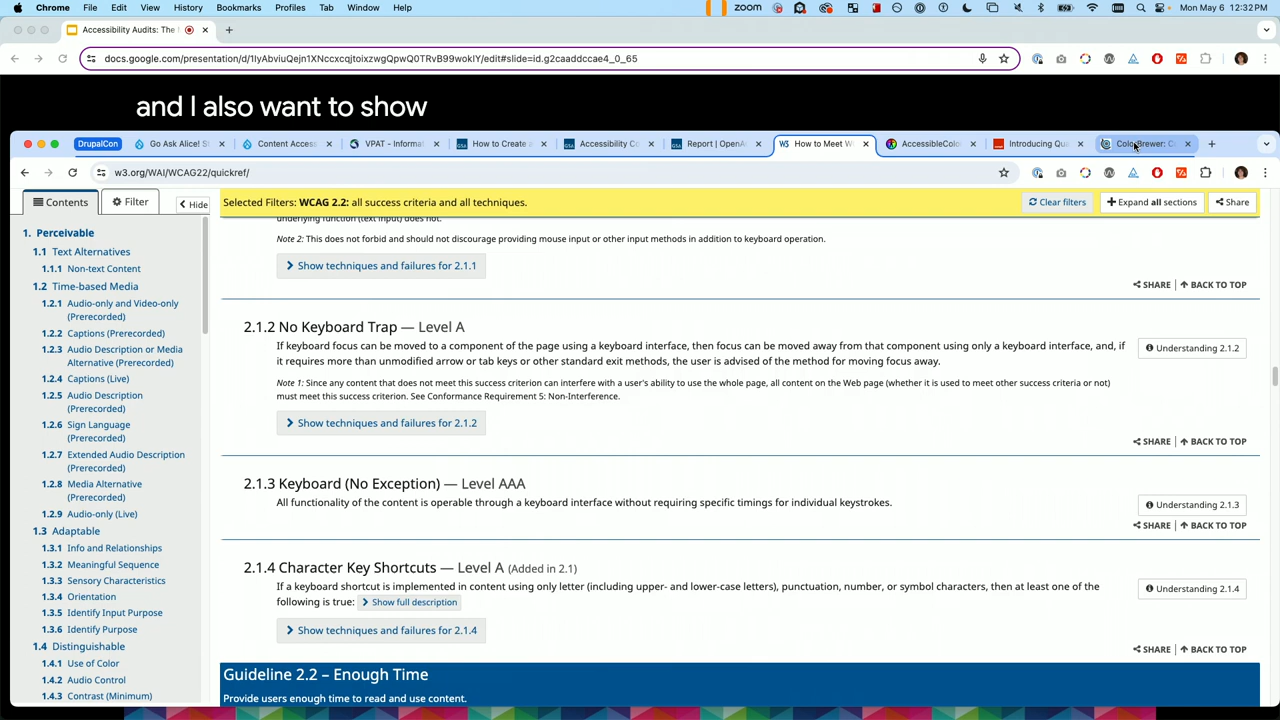 Chrome File Edit View History Bookmarks Profiles Tab Window Help
zoom
Mon May 6 12:32 PM
Accessibility Audits: The
docs.google.com/presentation/d/1IyAbviuQejn1XNccxcqjtoixzwgQpwQ0TRvB99wokIY/edit#slide=id.g2caaddccae4_0_65
and I also want to show
DrupalCon
Go Ask Alice! S
Content Access
VPAT – Informat
How to Create a
Accessibility Co
Report | OpenA
W3 How to Meet W
AccessibleColo
Introducing Qua
ColorBrewer: C
w3.org/WAI/WCAG22/quickref/
Contents
Filter
Hide
Selected Filters: WCAG 2.2: all success criteria and all techniques.
Clear filters
Expand all sections
Share
1. Perceivable
1.1 Text Alternatives
1.1.1 Non-text Content
1.2 Time-based Media
1.2.1 Audio-only and Video-only
(Prerecorded)
1.2.2 Captions (Prerecorded)
1.2.3 Audio Description or Media
Alternative (Prerecorded)
1.2.4 Captions (Live)
1.2.5 Audio Description
(Prerecorded)
1.2.6 Sign Language
(Prerecorded)
1.2.7 Extended Audio Description
(Prerecorded)
1.2.8 Media Alternative
(Prerecorded)
1.2.9 Audio-only (Live)
1.3 Adaptable
1.3.1 Info and Relationships
1.3.2 Meaningful Sequence
1.3.3 Sensory Characteristics
1.3.4 Orientation
1.3.5 Identify Input Purpose
1.3.6 Identify Purpose
1.4 Distinguishable
1.4.1 Use of Color
1.4.2 Audio Control
1.4.3 Contrast (Minimum)
underlying function (text input) does not.
Note 2: This does not forbid and should not discourage providing mouse input or other input methods in addition to keyboard operation.
Show techniques and failures for 2.1.1
SHARE | BACK TO TOP
2.1.2 No Keyboard Trap — Level A
If keyboard focus can be moved to a component of the page using a keyboard interface, then focus can be moved away from that component using only a keyboard interface, and, if
it requires more than unmodified arrow or tab keys or other standard exit methods, the user is advised of the method for moving focus away.
Understanding 2.1.2
Note 1: Since any content that does not meet this success criterion can interfere with a user's ability to use the whole page, all content on the Web page (whether it is used to meet other success criteria or not)
must meet this success criterion. See Conformance Requirement 5: Non-Interference.
Show techniques and failures for 2.1.2
SHARE | BACK TO TOP
2.1.3 Keyboard (No Exception) — Level AAA
All functionality of the content is operable through a keyboard interface without requiring specific timings for individual keystrokes.
Understanding 2.1.3
SHARE | BACK TO TOP
2.1.4 Character Key Shortcuts — Level A (Added in 2.1)
If a keyboard shortcut is implemented in content using only letter (including upper- and lower-case letters), punctuation, number, or symbol characters, then at least one of the
following is true: Show full description
Understanding 2.1.4
Show techniques and failures for 2.1.4
SHARE | BACK TO TOP
Guideline 2.2 – Enough Time
Provide users enough time to read and use content.